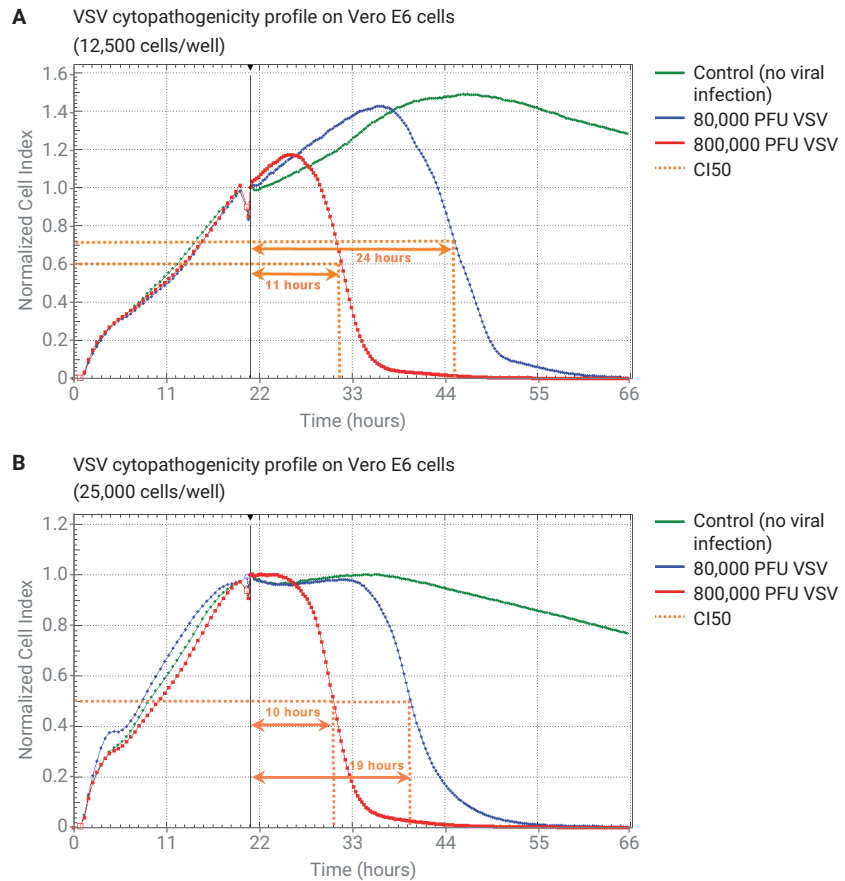 A
VSV cytopathogenicity profile on Vero E6 cells
(12,500 cells/well)
Normalized Cell Index
1.6
1.4
1.2
1.0
0.8
0.6
0.4
0.2
0
24 hours
11 hours
0 11 22 33 44 55 66
Time (hours)
Control (no viral
infection)
80,000 PFU VSV
800,000 PFU VSV
CI50
B
VSV cytopathogenicity profile on Vero E6 cells
(25,000 cells/well)
Normalized Cell Index
1.2
1.0
0.8
0.6
0.4
0.2
0
10 hours
19 hours
0 11 22 33 44 55 66
Time (hours)
Control (no viral
infection)
80,000 PFU VSV
800,000 PFU VSV
CI50